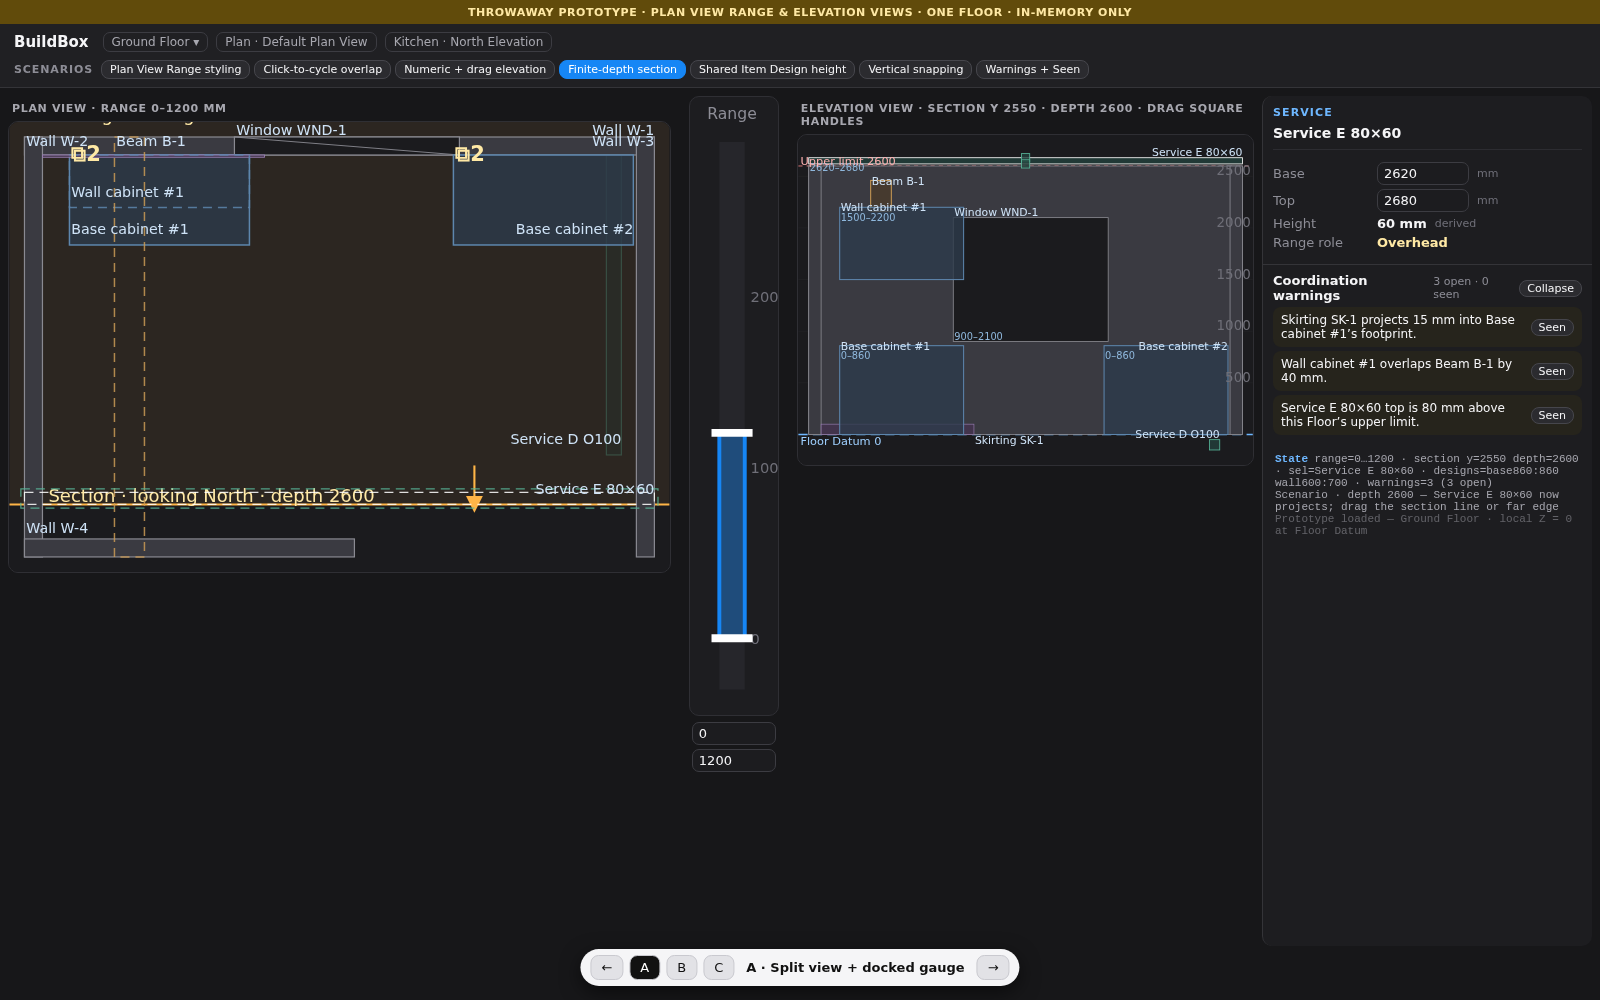 THROWAWAY PROTOTYPE · PLAN VIEW RANGE & ELEVATION VIEWS · ONE FLOOR · IN-MEMORY ONLY
BuildBox
Ground Floor ▾
Plan · Default Plan View
Kitchen · North Elevation
SCENARIOS
Plan View Range styling
Click-to-cycle overlap
Numeric + drag elevation
Finite-depth section
Shared Item Design height
Vertical snapping
Warnings + Seen
PLAN VIEW · RANGE 0–1200 MM
Window WND-1
Wall W-1
Wall W-2
Beam B-1
Wall W-3
⧉2
⧉2
Wall cabinet #1
Base cabinet #1
Base cabinet #2
Service D O100
Service E 80×60
Section · looking North · depth 2600
Wall W-4
Range
200
100
0
0
1200
ELEVATION VIEW · SECTION Y 2550 · DEPTH 2600 · DRAG SQUARE
HANDLES
Service E 80×60
Upper limit 2600
2620–2680
2500
Beam B-1
Wall cabinet #1
1500–2200
Window WND-1
2000
1500
1000
900–2100
Base cabinet #1
0–860
Base cabinet #2
0–860
500
Floor Datum 0
Skirting SK-1
Service D O100
SERVICE
Service E 80×60
Base
2620
mm
Top
2680
mm
Height
60 mm derived
Range role
Overhead
Coordination
warnings
3 open · 0
seen
Collapse
Skirting SK-1 projects 15 mm into Base
cabinet #1’s footprint.
Seen
Wall cabinet #1 overlaps Beam B-1 by
40 mm.
Seen
Service E 80×60 top is 80 mm above
this Floor’s upper limit.
Seen
State range=0…1200 · section y=2550 depth=2600
· sel=Service E 80×60 · designs=base860:860
wall600:700 · warnings=3 (3 open)
Scenario · depth 2600 — Service E 80×60 now
projects; drag the section line or far edge
Prototype loaded — Ground Floor · local Z = 0
at Floor Datum
←
A
B
C
A · Split view + docked gauge
→